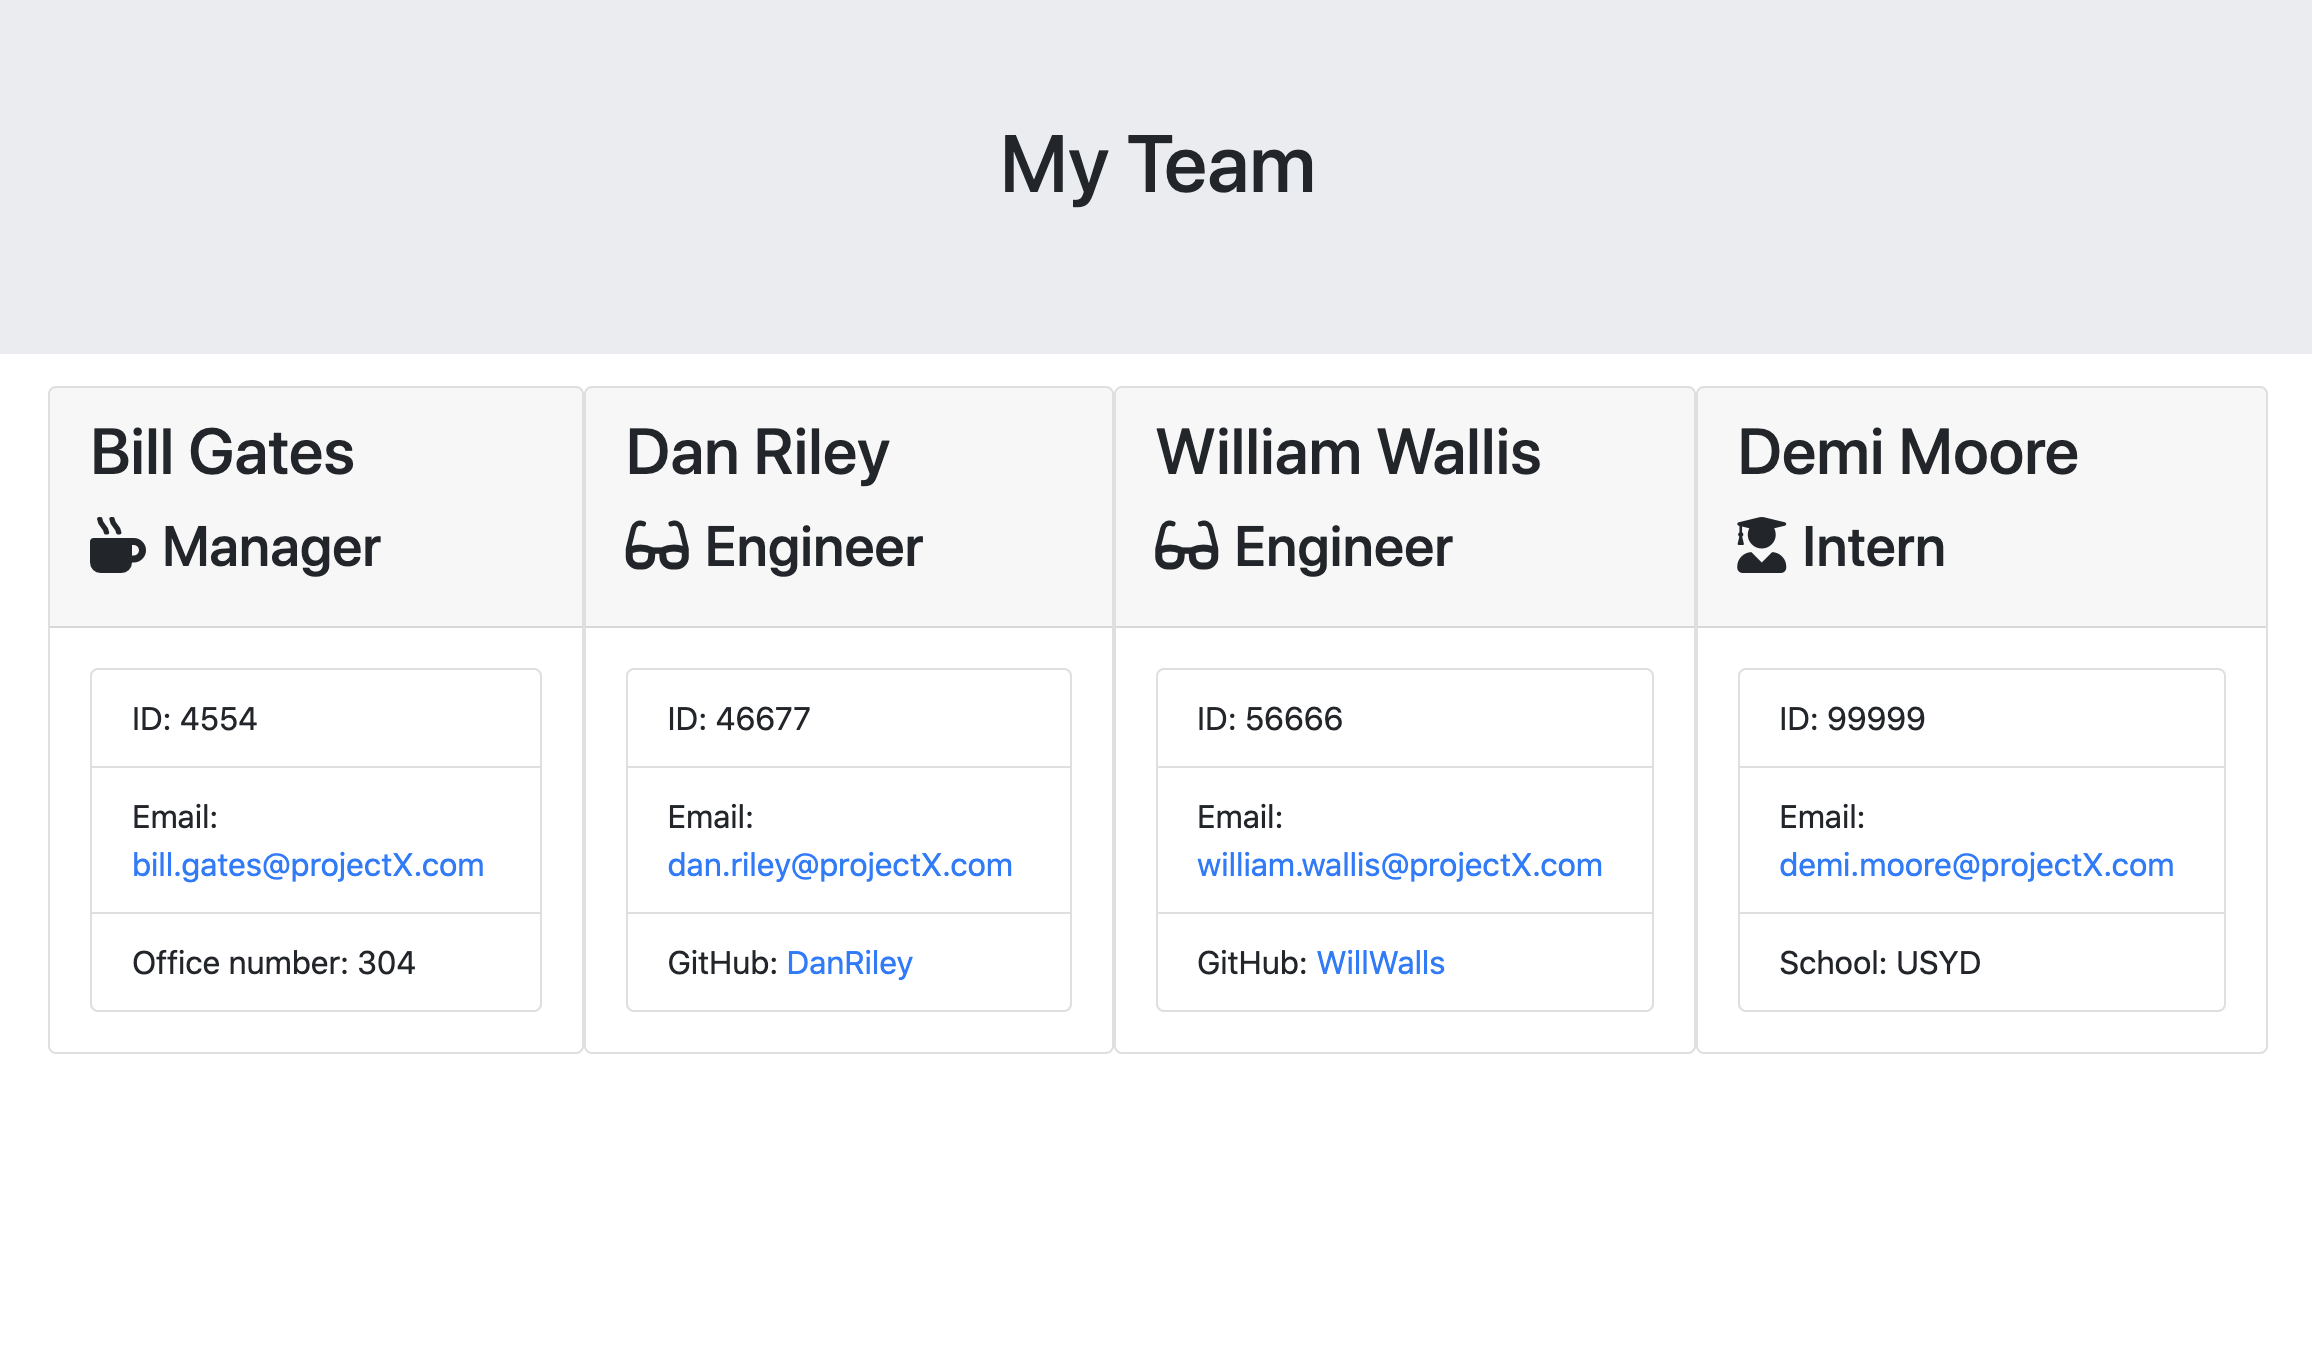 My Team
Bill Gates
Manager
ID: 4554
Email:
bill.gates@projectX.com
Office number: 304
Dan Riley
Engineer
ID: 46677
Email:
dan.riley@projectX.com
GitHub: DanRiley
William Wallis
Engineer
ID: 56666
Email:
william.wallis@projectX.com
GitHub: WillWalls
Demi Moore
Intern
ID: 99999
Email:
demi.moore@projectX.com
School: USYD